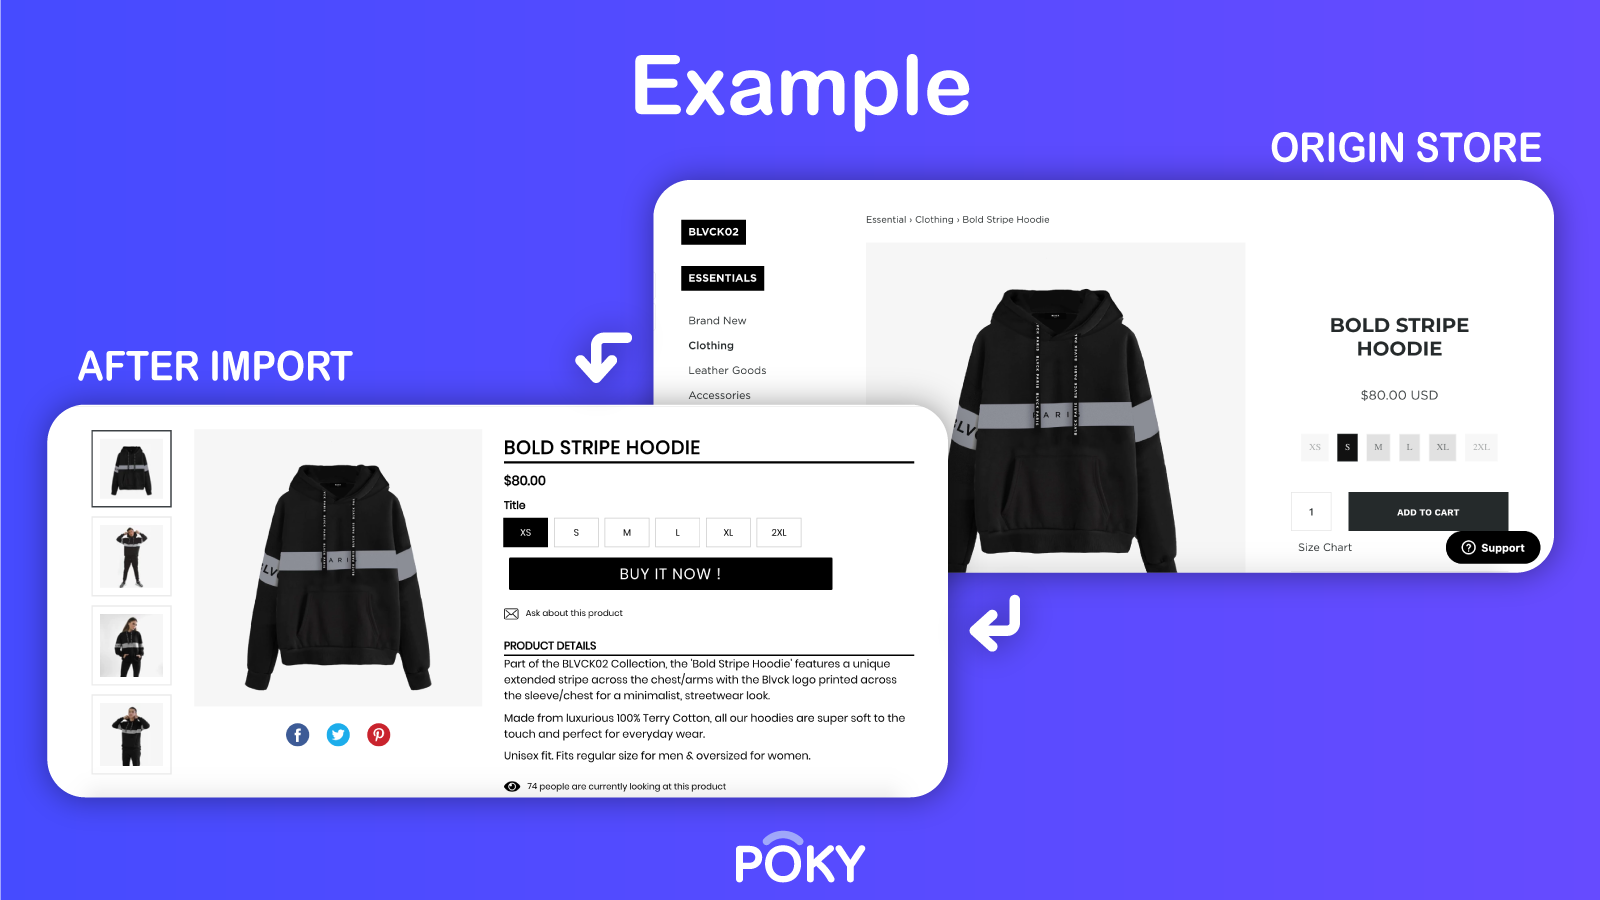 Example
ORIGIN STORE
BLVCK02
ESSENTIALS
Brand New
Clothing
Leather Goods
Accessories
Essential › Clothing › Bold Stripe Hoodie
PARIS
BLV
BOLD STRIPE
HOODIE
$80.00 USD
XS S M L XL 2XL
1
ADD TO CART
Size Chart
Support
AFTER IMPORT
BOLD STRIPE HOODIE
$80.00
Title
XS S M L XL 2XL
BUY IT NOW !
Ask about this product
PRODUCT DETAILS
Part of the BLVCK02 Collection, the 'Bold Stripe Hoodie' features a unique
extended stripe across the chest/arms with the Blvck logo printed across
the sleeve/chest for a minimalist, streetwear look.
Made from luxurious 100% Terry Cotton, all our hoodies are super soft to the
touch and perfect for everyday wear.
Unisex fit. Fits regular size for men & oversized for women.
74 people are currently looking at this product
POKY